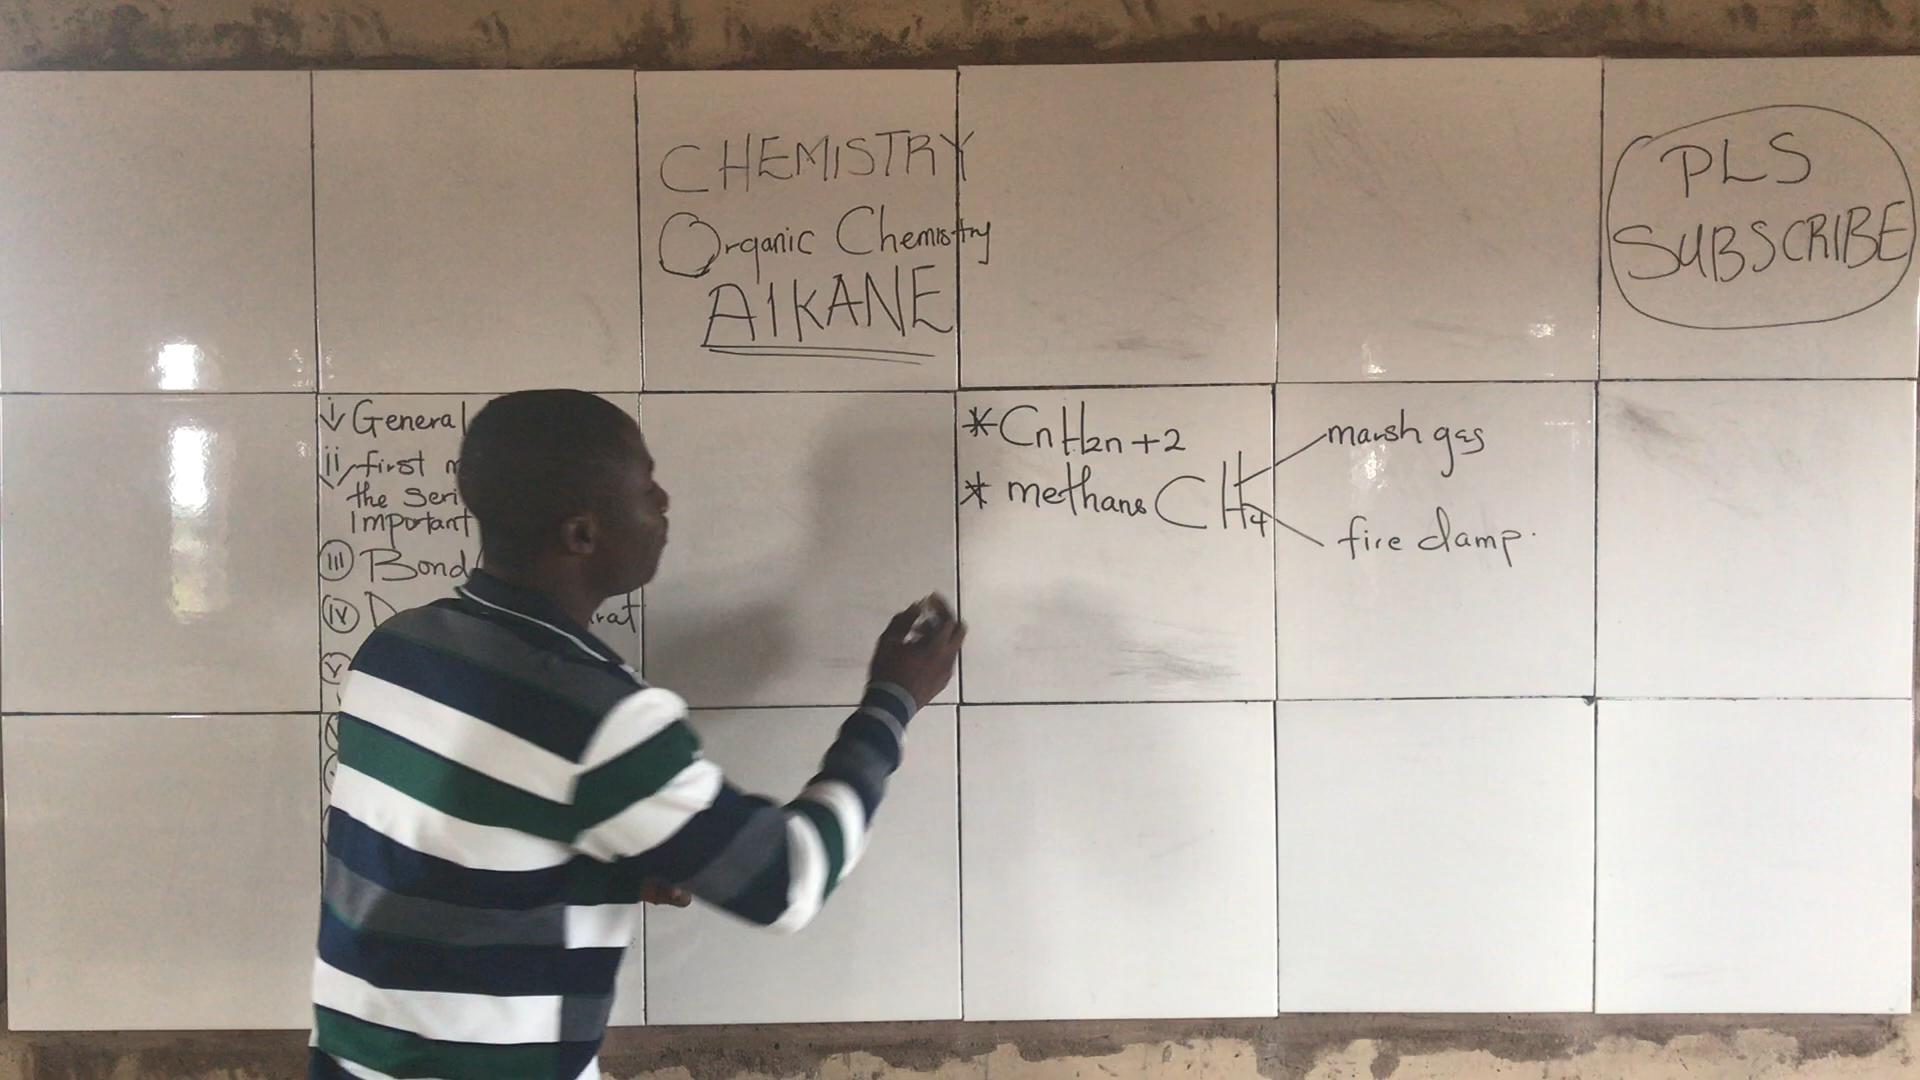 CHEMISTRY
Organic Chemistry
AlKANE
PLS
SUBSCRIBE
i General
ii first
the Seri
Important
iii Bond
iv
v
* CnH2n+2
* methane CH4
marsh gas
fire damp.